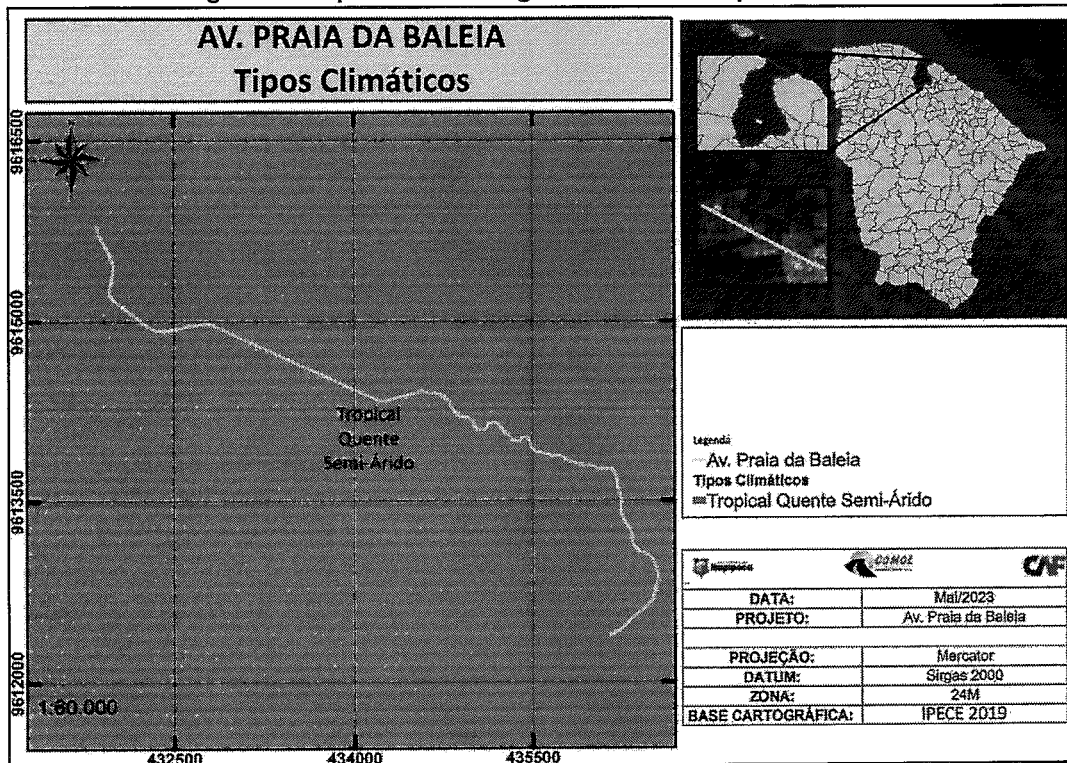 AV. PRAIA DA BALEIA
Tipos Climáticos
9616500
9615000
9613500
9612000
Tropical
Quente
Semi-Árido
1:60.000
432500
434000
435500
Legenda
Av. Praia da Baleia
Tipos Climáticos
Tropical Quente Semi-Árido
Itapipoca
COMOL
CAF
DATA: Mai/2023
PROJETO: Av. Praia da Baleia
PROJEÇÃO: Mercator
DATUM: Sirgas 2000
ZONA: 24M
BASE CARTOGRÁFICA: IPECE 2019